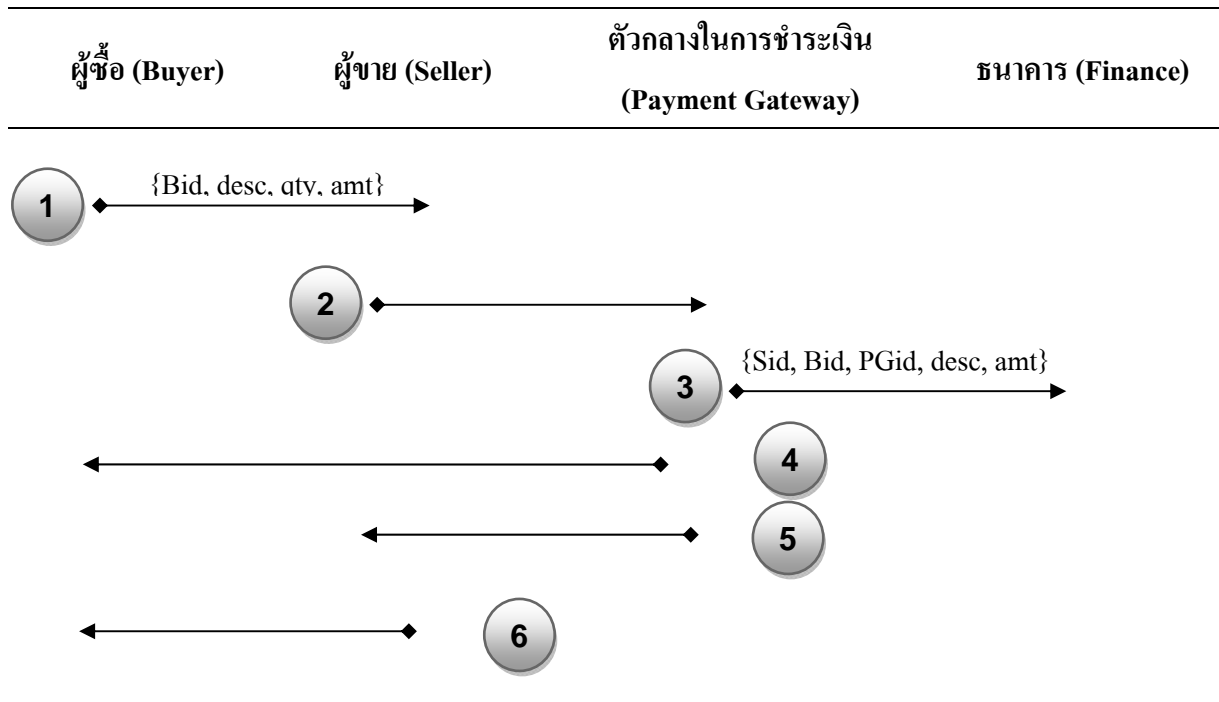 ผู้ซื้อ (Buyer) ผู้ขาย (Seller) ตัวกลางในการชำระเงิน (Payment Gateway) ธนาคาร (Finance)
1 {Bid, desc, qty, amt}
2
3 {Sid, Bid, PGid, desc, amt}
4
5
6